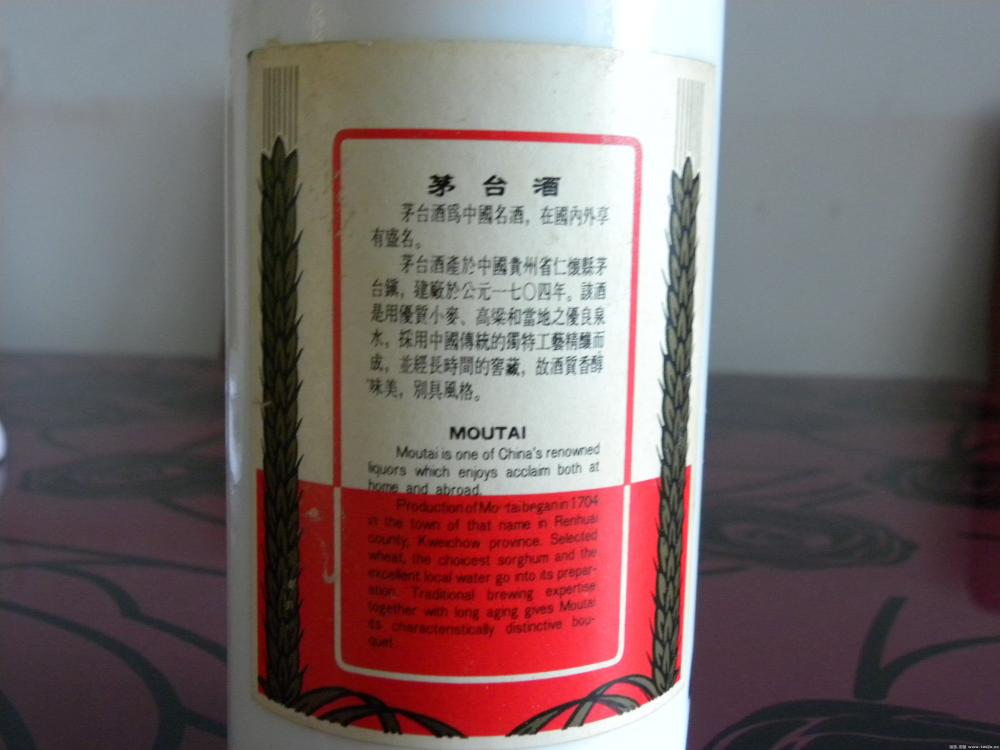 茅台酒
茅台酒爲中國名酒，在國內外享
有盛名。
茅台酒產於中國貴州省仁懷縣茅
台鎮，建廠於公元一七〇四年。該酒
是用優質小麥、高梁和當地之優良泉
水，採用中國傳統的獨特工藝精釀而
成，並經長時間的窖藏，故酒質香醇
味美，別具風格。
MOUTAI
Moutai is one of China's renowned
liquors which enjoys acclaim both at
home and abroad.
Production of Moutai began in 1704
in the town of that name in Renhuai
county, Kweichow province. Selected
wheat, the choicest sorghum and the
excellent local water go into its prepar-
ation. Traditional brewing expertise
together with long aging gives Moutai
its characteristically distinctive bou-
quet.